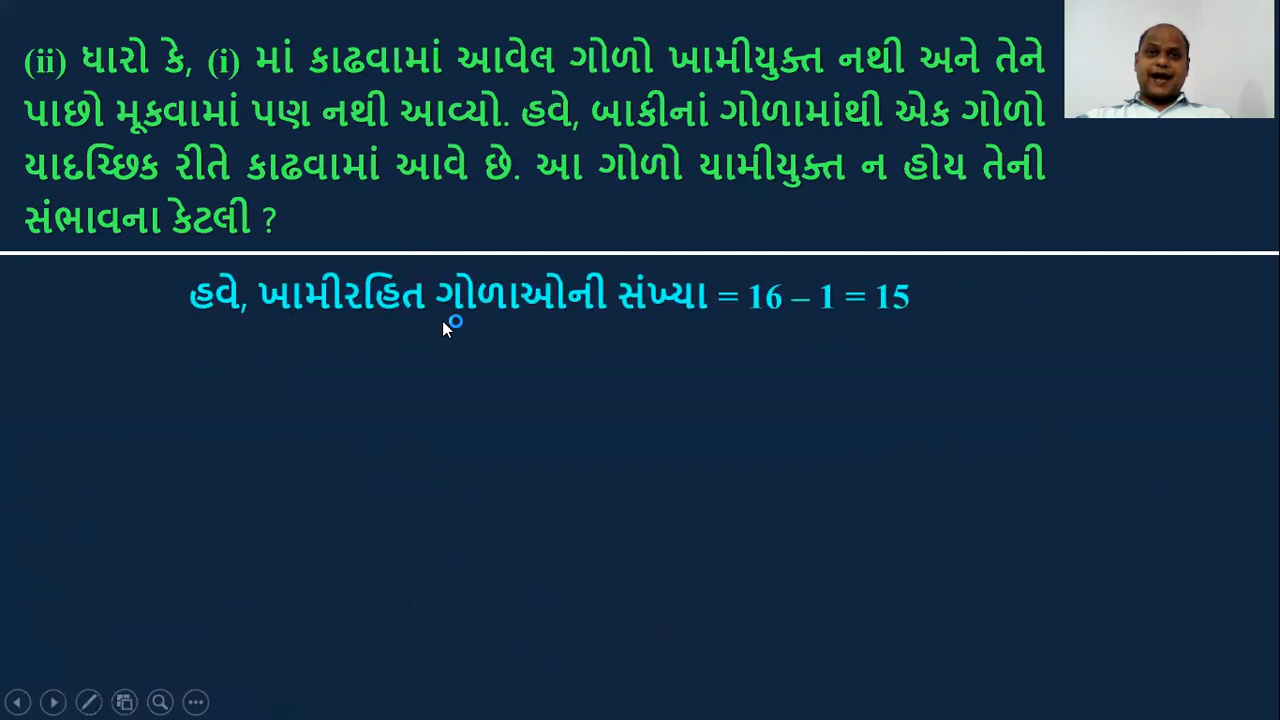 (ii) ધારો કે, (i) માં કાઢવામાં આવેલ ગોળો ખામીયુક્ત નથી અને તેને
પાછો મૂકવામાં પણ નથી આવ્યો. હવે, બાકીનાં ગોળામાંથી એક ગોળો
યાદચ્છિક રીતે કાઢવામાં આવે છે. આ ગોળો યામીયુક્ત ન હોય તેની
સંભાવના કેટલી ?
હવે, ખામીરહિત ગોળાઓની સંખ્યા = 16 – 1 = 15